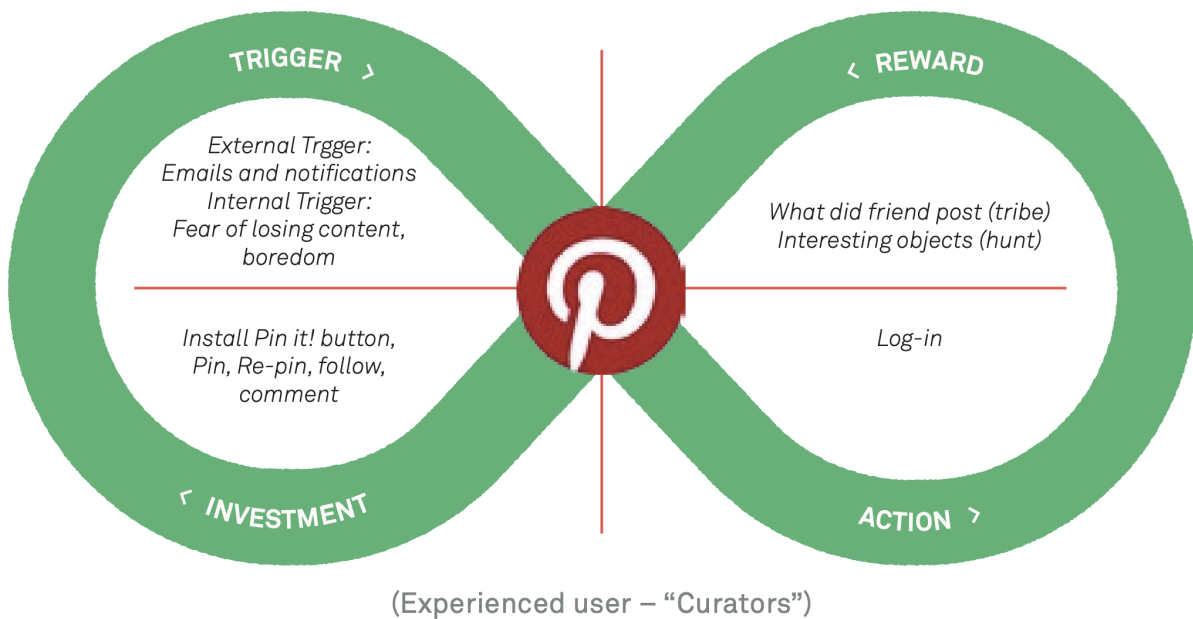 TRIGGER >
< REWARD
External Trgger:
Emails and notifications
Internal Trigger:
Fear of losing content,
boredom
What did friend post (tribe)
Interesting objects (hunt)
Install Pin it! button,
Pin, Re-pin, follow,
comment
Log-in
< INVESTMENT
ACTION >
(Experienced user – “Curators”)